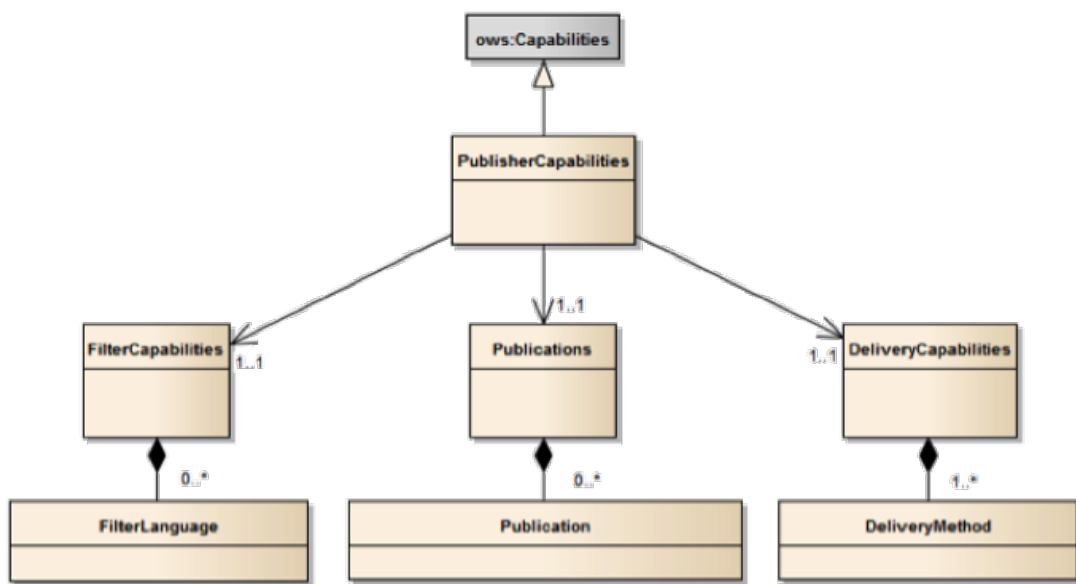 ows:Capabilities
PublisherCapabilities
1..1
FilterCapabilities
1..1
Publications
1..1
DeliveryCapabilities
0..*
0..*
1..*
FilterLanguage
Publication
DeliveryMethod